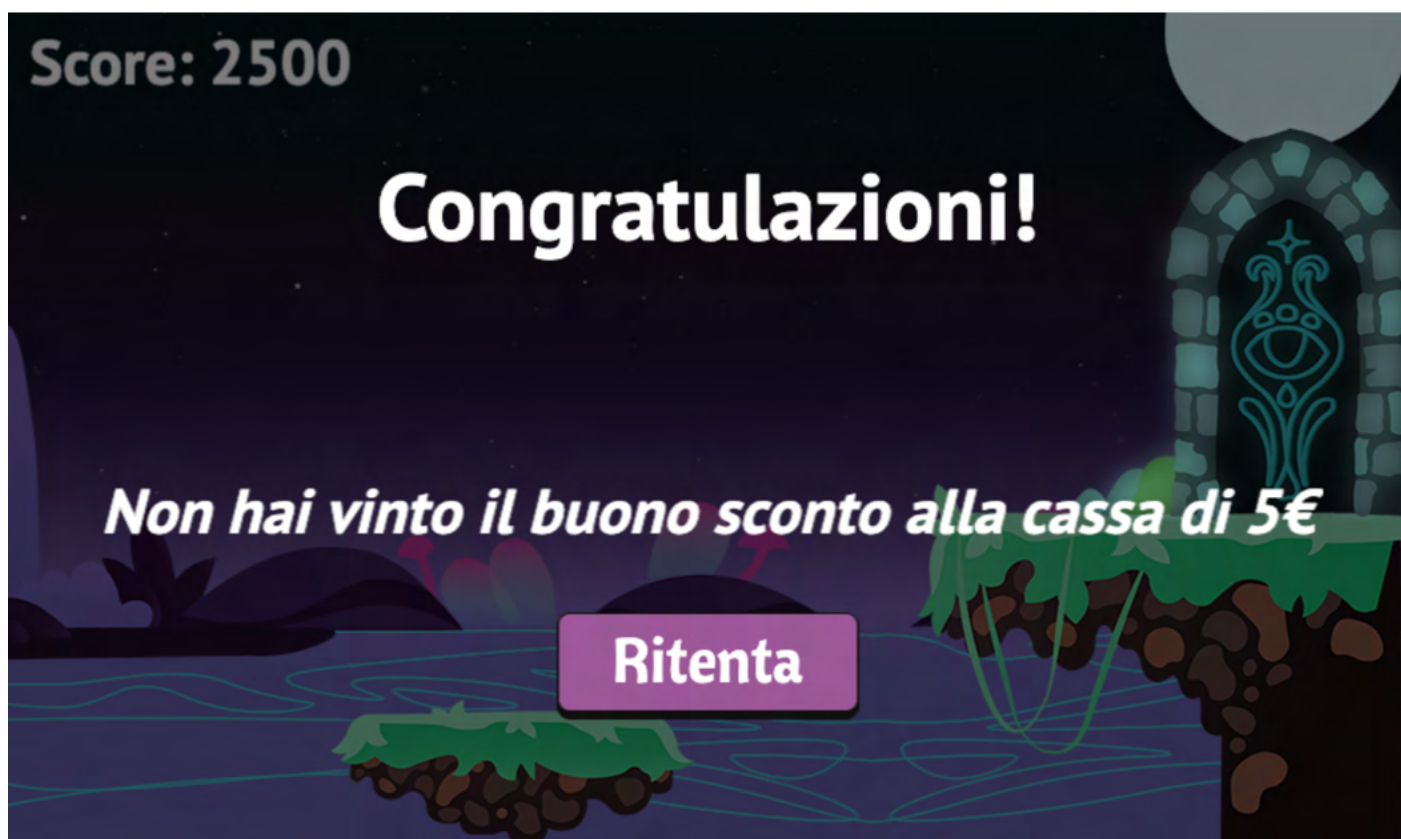 Score: 2500
Congratulazioni!
Non hai vinto il buono sconto alla cassa di 5€
Ritenta